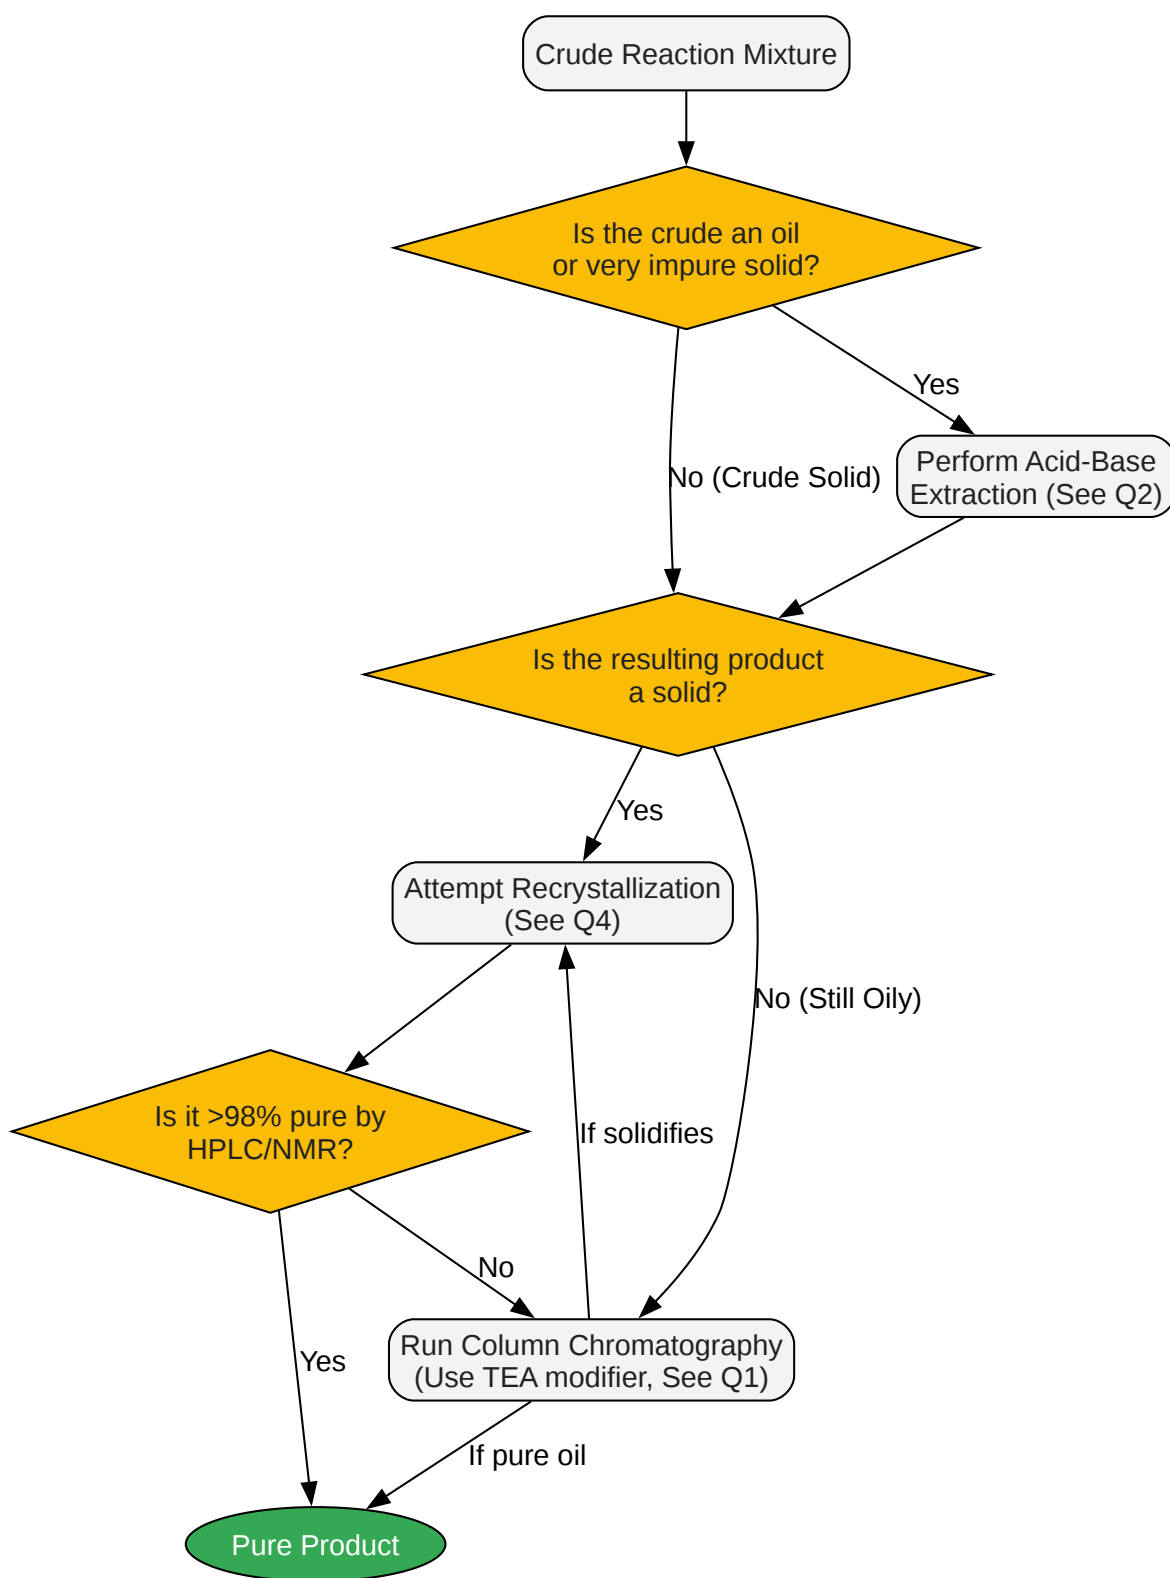 Crude Reaction Mixture
Is the crude an oil
or very impure solid?
Yes
No (Crude Solid)
Perform Acid-Base
Extraction (See Q2)
Is the resulting product
a solid?
Yes
Attempt Recrystallization
(See Q4)
No (Still Oily)
Is it >98% pure by
HPLC/NMR?
If solidifies
No
Run Column Chromatography
(Use TEA modifier, See Q1)
Yes
If pure oil
Pure Product